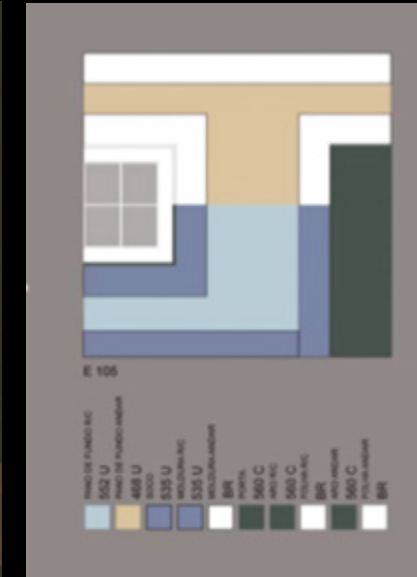 E 105
PANO DE FUNDO R/C
552 U
PANO DE FUNDO ANDAR
468 U
SOCO
535 U
MOLDURA R/C
535 U
MOLDURA ANDAR
BR
PORTA
560 C
ARO R/C
560 C
FOLHA R/C
BR
ARO ANDAR
560 C
FOLHA ANDAR
BR